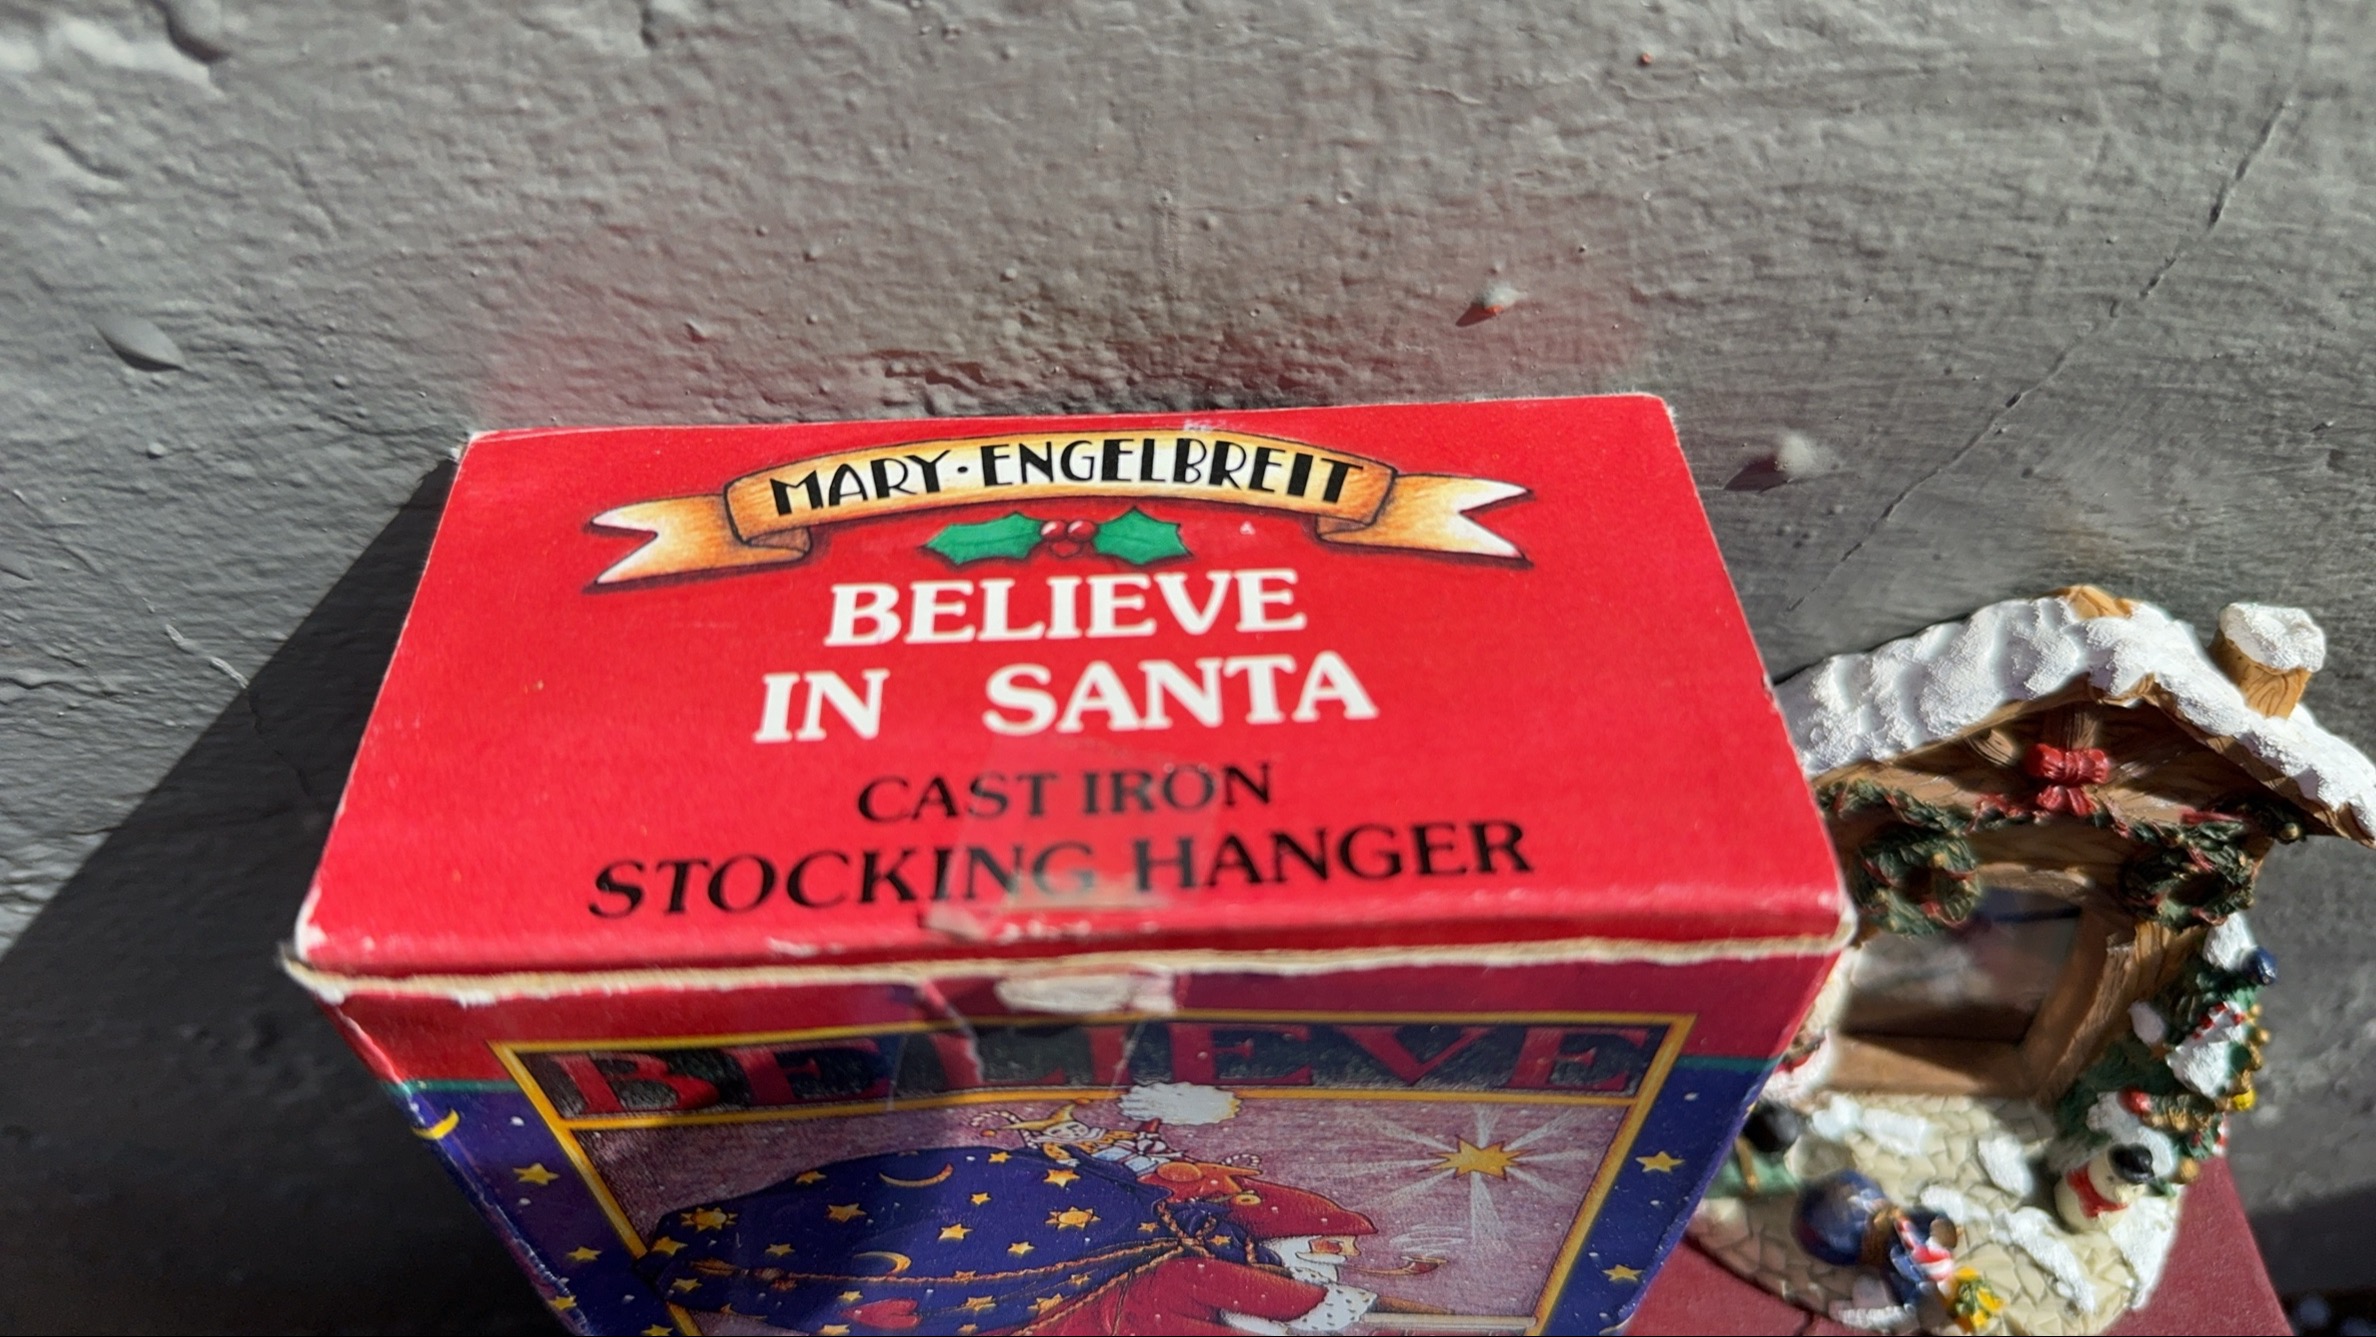 MARY·ENGELBREIT
BELIEVE
IN SANTA
CAST IRON
STOCKING HANGER
BELIEVE